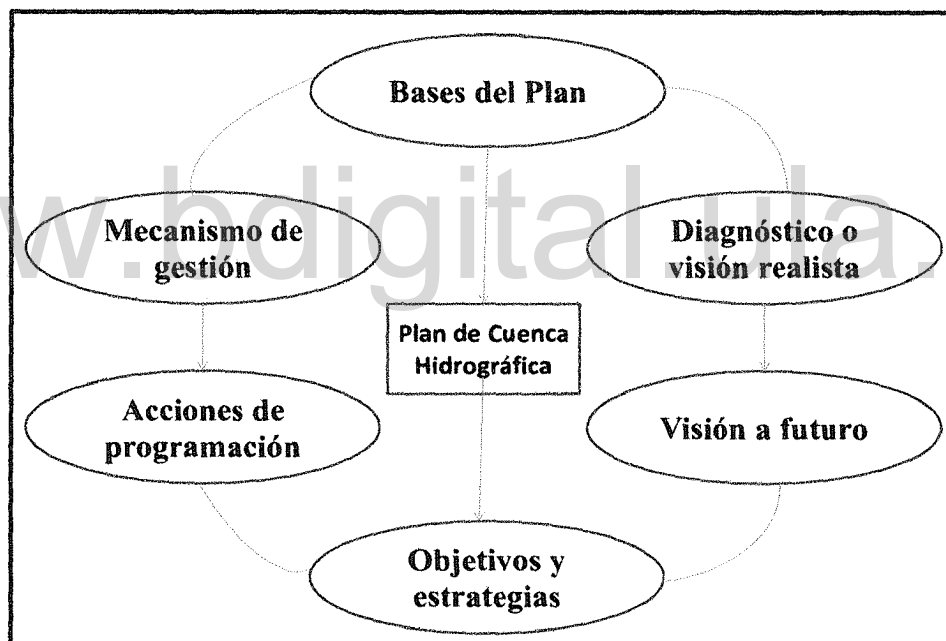 Bases del Plan
Mecanismo de
gestión
Diagnóstico o
visión realista
w.bdigital.ula.
Plan de Cuenca
Hidrográfica
Acciones de
programación
Visión a futuro
Objetivos y
estrategias